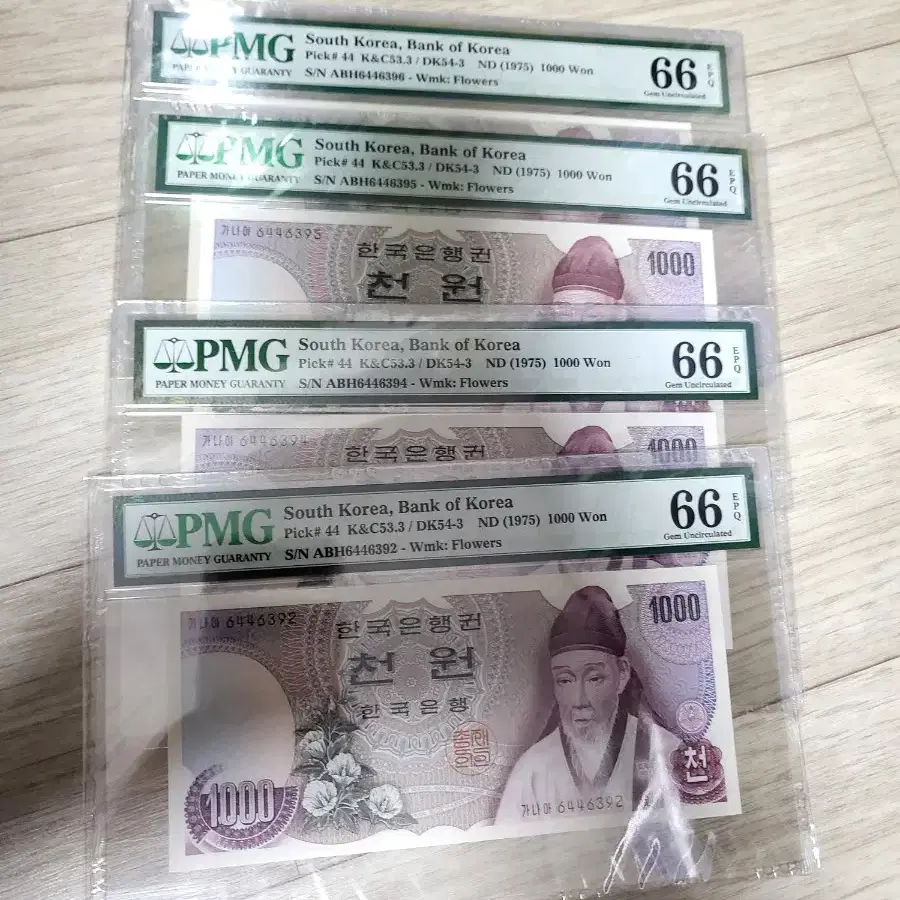 PMG
PAPER MONEY GUARANTY
South Korea, Bank of Korea
Pick# 44 K&C53.3 / DK54-3 ND (1975) 1000 Won
S/N ABH6446396 - Wmk: Flowers
66
EPQ
Gem Uncirculated
PMG
PAPER MONEY GUARANTY
South Korea, Bank of Korea
Pick# 44 K&C53.3 / DK54-3 ND (1975) 1000 Won
S/N ABH6446395 - Wmk: Flowers
66
EPQ
Gem Uncirculated
가나아 6446395
한국은행권
천 원
1000
PMG
PAPER MONEY GUARANTY
South Korea, Bank of Korea
Pick# 44 K&C53.3 / DK54-3 ND (1975) 1000 Won
S/N ABH6446394 - Wmk: Flowers
66
EPQ
Gem Uncirculated
가나아 6446394
한국은행권
1000
PMG
PAPER MONEY GUARANTY
South Korea, Bank of Korea
Pick# 44 K&C53.3 / DK54-3 ND (1975) 1000 Won
S/N ABH6446392 - Wmk: Flowers
66
EPQ
Gem Uncirculated
가나아 6446392
한국은행권
천 원
한국은행
1000
1000
천
가나아 6446392